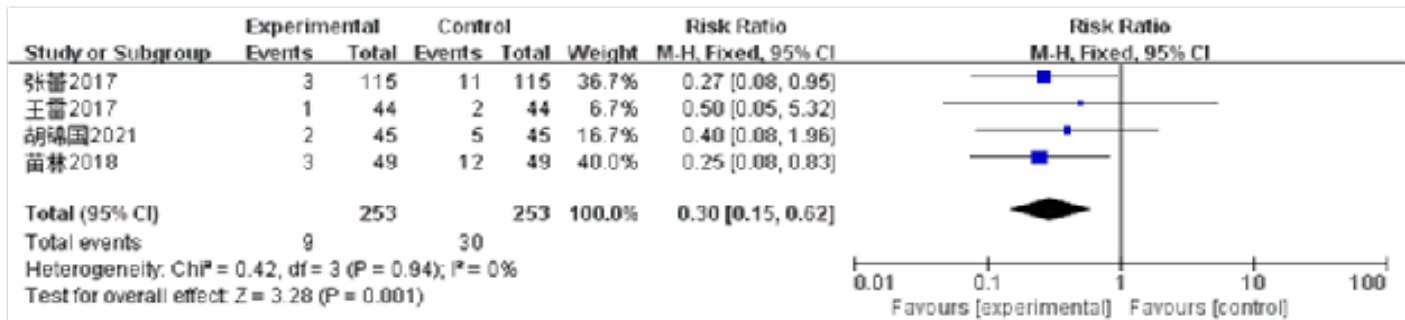 Experimental Control Risk Ratio Risk Ratio
Study or Subgroup Events Total Events Total Weight M-H, Fixed, 95% CI M-H, Fixed, 95% CI
张蕾2017 3 115 11 115 36.7% 0.27 [0.08, 0.95]
王雷2017 1 44 2 44 6.7% 0.50 [0.05, 5.32]
胡锦国2021 2 45 5 45 16.7% 0.40 [0.08, 1.96]
苗林2018 3 49 12 49 40.0% 0.25 [0.08, 0.83]
Total (95% CI) 253 253 100.0% 0.30 [0.15, 0.62]
Total events 9 30
Heterogeneity: Chi² = 0.42, df = 3 (P = 0.94); I² = 0%
Test for overall effect: Z = 3.28 (P = 0.001)
0.01 0.1 1 10 100
Favours [experimental] Favours [control]